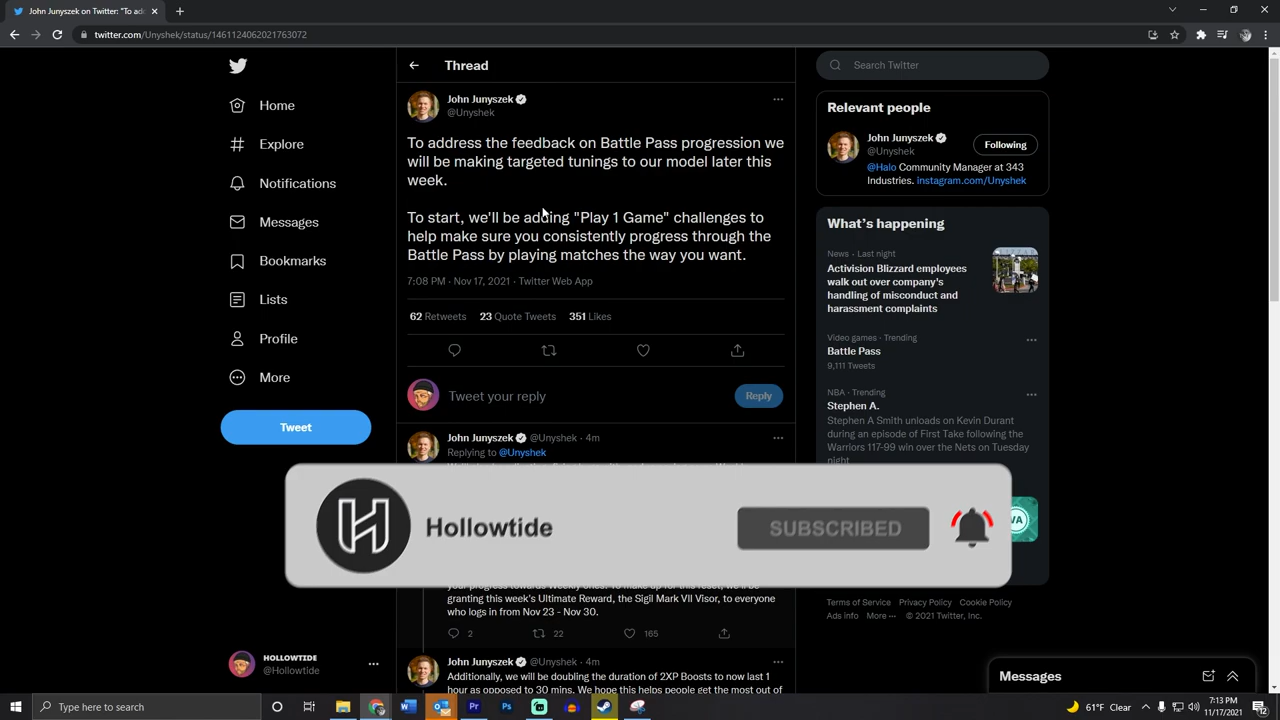 John Junyszek on Twitter: "To add
twitter.com/Unyshek/status/1461124062021763072
Home
Explore
Notifications
Messages
Bookmarks
Lists
Profile
More
Tweet
HOLLOWTIDE
@Hollowtide
Thread
John Junyszek
@Unyshek
To address the feedback on Battle Pass progression we
will be making targeted tunings to our model later this
week.
To start, we'll be adding "Play 1 Game" challenges to
help make sure you consistently progress through the
Battle Pass by playing matches the way you want.
7:08 PM · Nov 17, 2021 · Twitter Web App
62 Retweets 23 Quote Tweets 351 Likes
Tweet your reply
Reply
John Junyszek @Unyshek · 4m
Replying to @Unyshek
Hollowtide
SUBSCRIBED
your progress towards Weekly ones. To make up for this reset, we'll be
granting this week's Ultimate Reward, the Sigil Mark VII Visor, to everyone
who logs in from Nov 23 - Nov 30.
2 22 165
John Junyszek @Unyshek · 4m
Additionally, we will be doubling the duration of 2XP Boosts to now last 1
hour as opposed to 30 mins. We hope this helps people get the most out of
Search Twitter
Relevant people
John Junyszek
@Unyshek
Following
@Halo Community Manager at 343
Industries. instagram.com/Unyshek
What's happening
News · Last night
Activision Blizzard employees
walk out over company's
handling of misconduct and
harassment complaints
Video games · Trending
Battle Pass
9,111 Tweets
NBA · Trending
Stephen A.
Stephen A Smith unloads on Kevin Durant
during an episode of First Take following the
Warriors 117-99 win over the Nets on Tuesday
night
Terms of Service Privacy Policy Cookie Policy
Ad info More ··· © 2021 Twitter, Inc.
Messages
Type here to search
61°F Clear
7:13 PM
11/17/2021
12